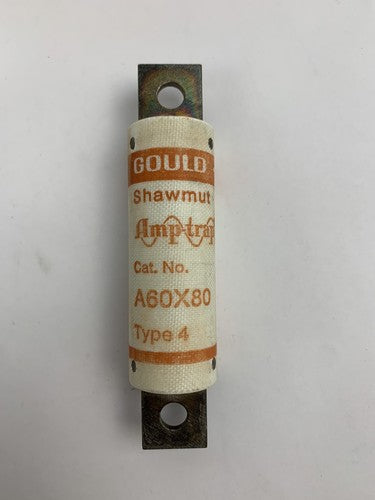 GOULD
Shawmut
Amp-trap
Cat. No.
A60X80
Type 4